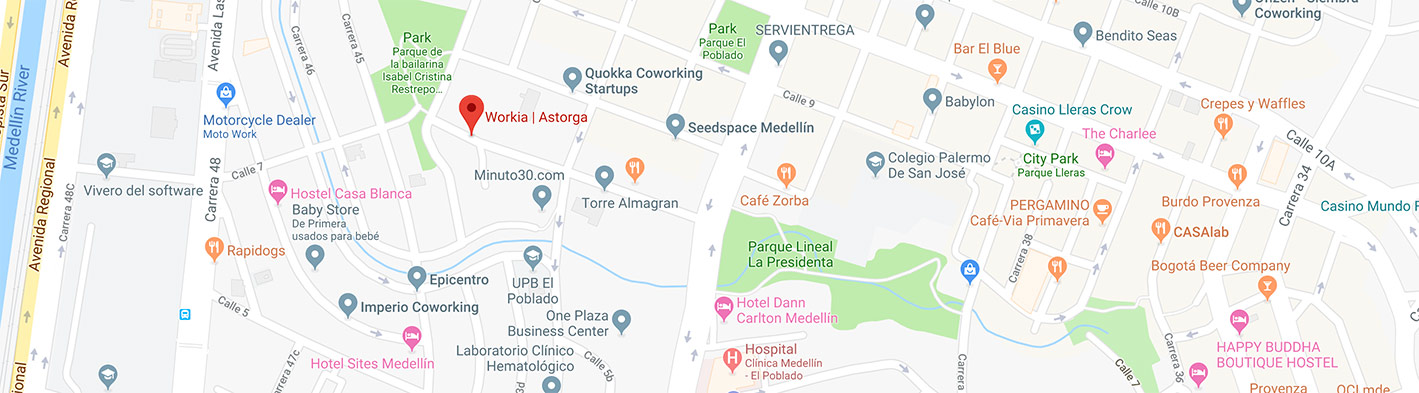 opista Sur
Medellín River
Avenida Regional
Avenida Ra
Avenida Las
gional
Carrera 48C
Carrera 48
Carrera 46
Carrera 45
Carrera 47c
Park
Parque de
la bailarina
Isabel Cristina
Restrepo...
Park
Parque El
Poblado
SERVIENTREGA
Quokka Coworking
Startups
Workia | Astorga
Seedspace Medellín
Motorcycle Dealer
Moto Work
Calle 7
Vivero del software
Hostel Casa Blanca
Baby Store
De Primera
usados para bebé
Rapidogs
Minuto30.com
Torre Almagran
Epicentro
Imperio Coworking
Hotel Sites Medellín
Calle 5
UPB El
Poblado
One Plaza
Business Center
Laboratorio Clínico
Hematológico
3d
Calle 5b
Calle 9
Café Zorba
Parque Lineal
La Presidenta
Hotel Dann
Carlton Medellín
Hospital
Clínica Medellín
- El Poblado
Colegio Palermo
De San José
Babylon
Bar El Blue
Bendito Seas
Calle 10B
Coworking
Casino Lleras Crow
The Charlee
City Park
Parque Lleras
PERGAMINO
Café-Via Primavera
Crepes y Waffles
Calle 10A
Carrera 34
Burdo Provenza
Casino Mundo F
CASAlab
Bogotá Beer Company
Carrera 38
Calle 7
Carrera 36
HAPPY BUDDHA
BOUTIQUE HOSTEL
Provenza
OCI mde